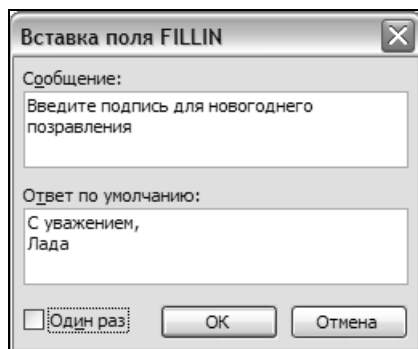 Вставка поля FILLIN
Сообщение:
Введите подпись для новогоднего
позравления
Ответ по умолчанию:
С уважением,
Лада
Один раз
ОК
Отмена